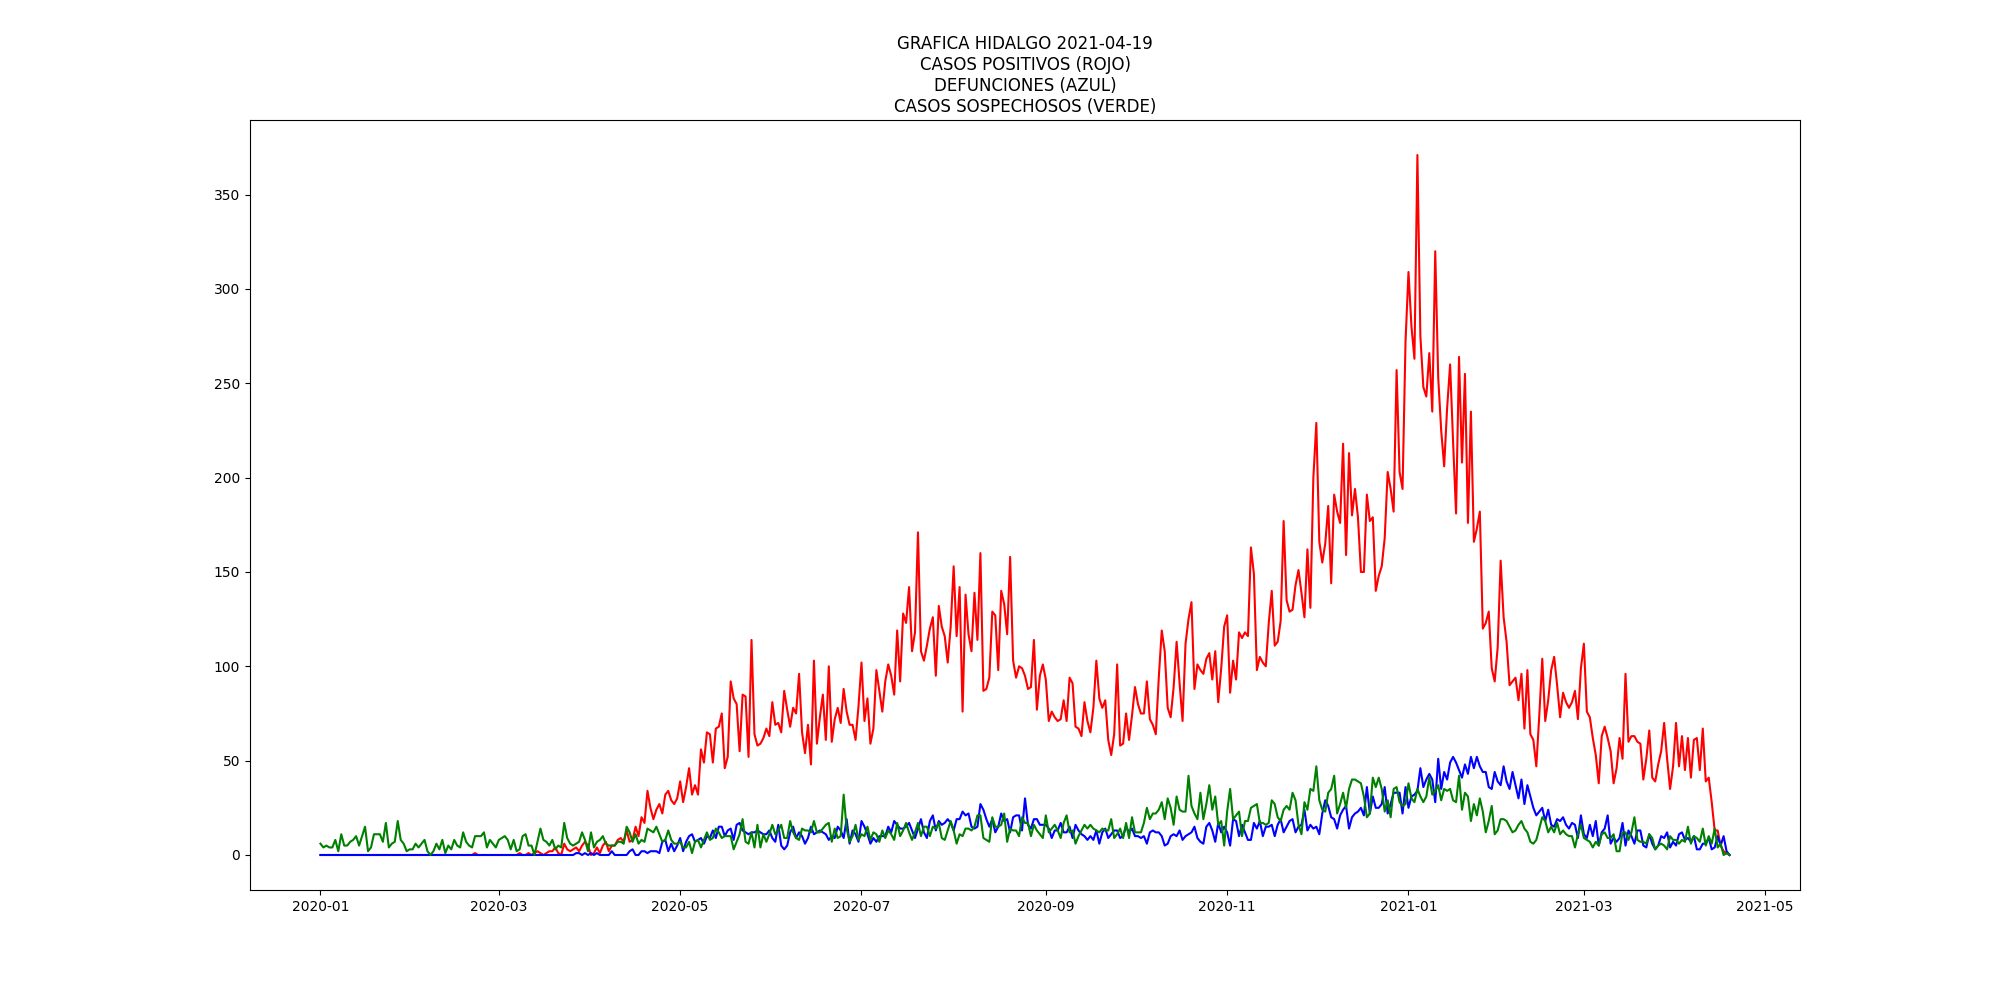 GRAFICA HIDALGO 2021-04-19
CASOS POSITIVOS (ROJO)
DEFUNCIONES (AZUL)
CASOS SOSPECHOSOS (VERDE)
350
300
250
200
150
100
50
0
2020-01 2020-03 2020-05 2020-07 2020-09 2020-11 2021-01 2021-03 2021-05